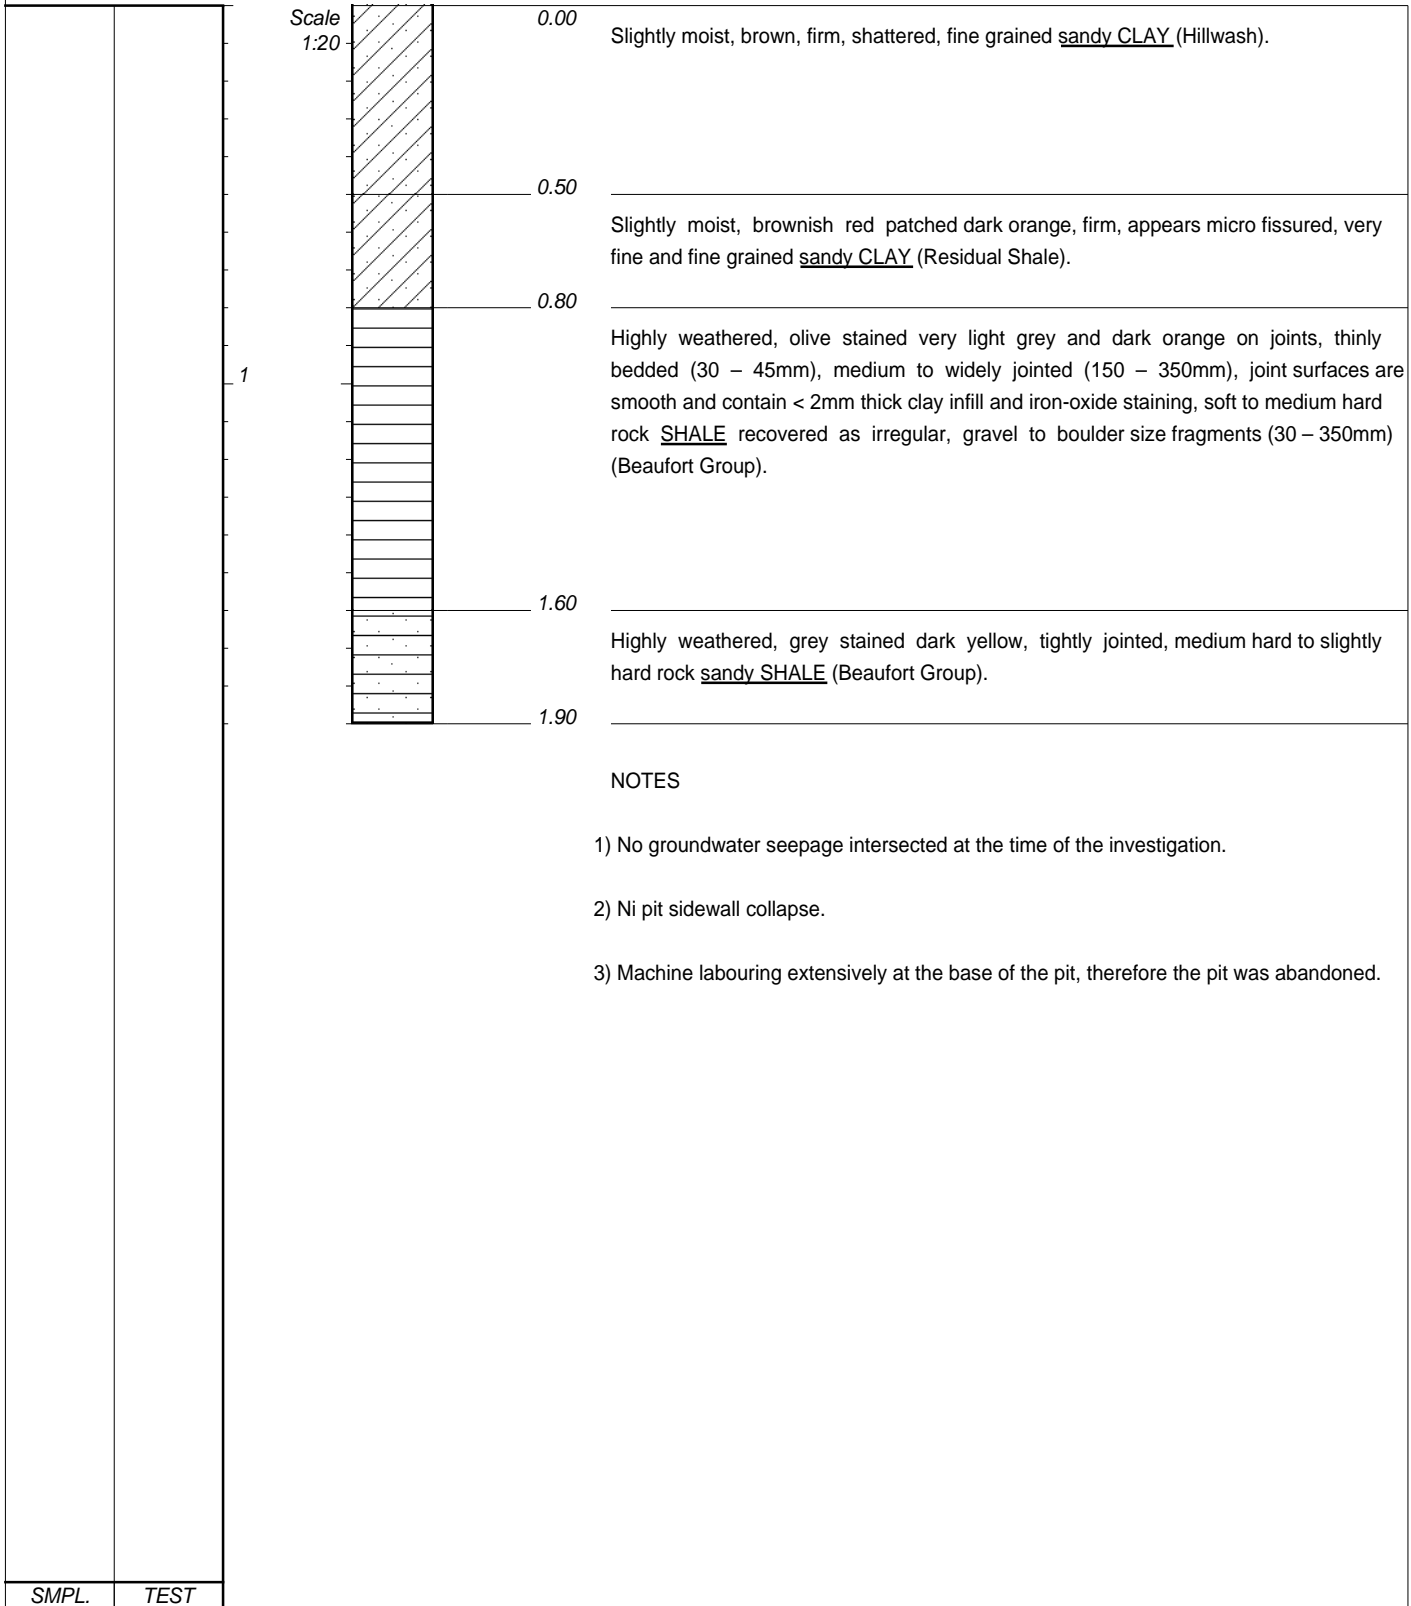 Scale
1:20
0.00
Slightly moist, brown, firm, shattered, fine grained sandy CLAY (Hillwash).
0.50
Slightly moist, brownish red patched dark orange, firm, appears micro fissured, very
fine and fine grained sandy CLAY (Residual Shale).
0.80
Highly weathered, olive stained very light grey and dark orange on joints, thinly
1
bedded (30 – 45mm), medium to widely jointed (150 – 350mm), joint surfaces are
smooth and contain < 2mm thick clay infill and iron-oxide staining, soft to medium hard
rock SHALE recovered as irregular, gravel to boulder size fragments (30 – 350mm)
(Beaufort Group).
1.60
Highly weathered, grey stained dark yellow, tightly jointed, medium hard to slightly
hard rock sandy SHALE (Beaufort Group).
1.90
NOTES
1) No groundwater seepage intersected at the time of the investigation.
2) Ni pit sidewall collapse.
3) Machine labouring extensively at the base of the pit, therefore the pit was abandoned.
SMPL. TEST